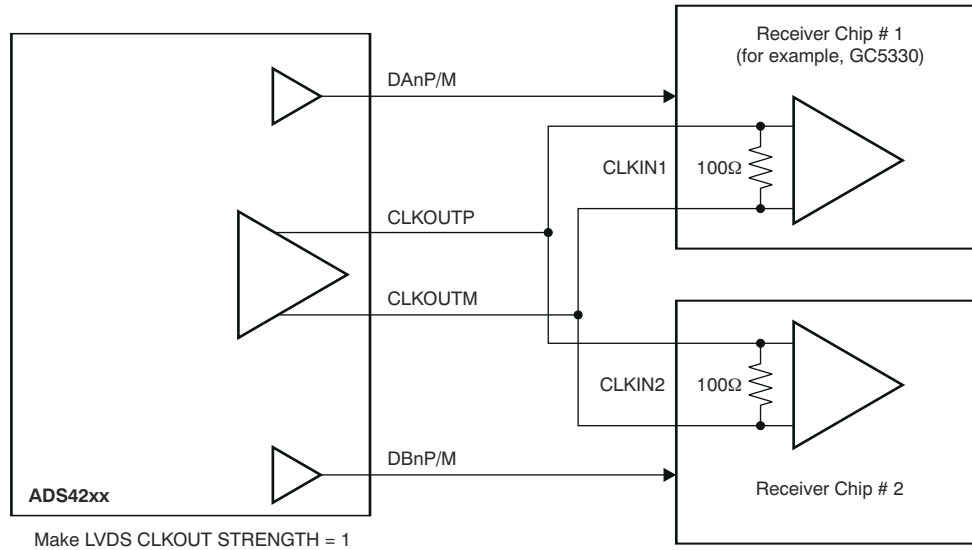 Receiver Chip # 1
(for example, GC5330)
DAnP/M
CLKIN1
100Ω
CLKOUTP
CLKOUTM
CLKIN2
100Ω
DBnP/M
Receiver Chip # 2
ADS42xx
Make LVDS CLKOUT STRENGTH = 1